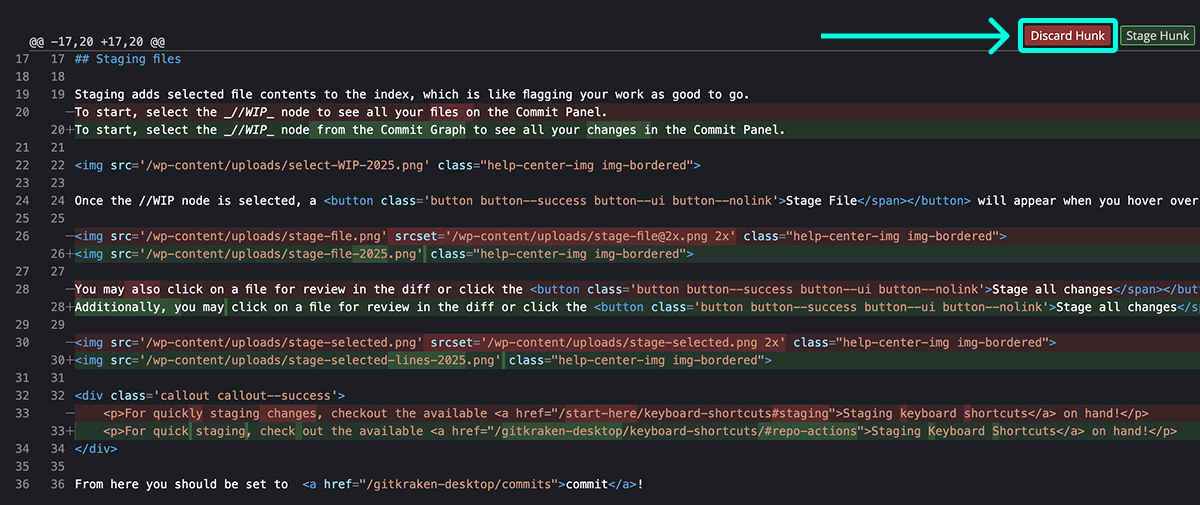 @@ -17,20 +17,20 @@ Discard Hunk Stage Hunk
17 17 ## Staging files
18 18
19 19 Staging adds selected file contents to the index, which is like flagging your work as good to go.
20 -To start, select the _//WIP_ node to see all your files on the Commit Panel.
20+To start, select the _//WIP_ node from the Commit Graph to see all your changes in the Commit Panel.
21 21
22 22 <img src='/wp-content/uploads/select-WIP-2025.png' class="help-center-img img-bordered">
23 23
24 24 Once the //WIP node is selected, a <button class='button button--success button--ui button--nolink'>Stage File</span></button> will appear when you hover over
25 25
26 -<img src='/wp-content/uploads/stage-file.png' srcset='/wp-content/uploads/stage-file@2x.png 2x' class="help-center-img img-bordered">
26+<img src='/wp-content/uploads/stage-file-2025.png' class="help-center-img img-bordered">
27 27
28 -You may also click on a file for review in the diff or click the <button class='button button--success button--ui button--nolink'>Stage all changes</span></but
28+Additionally, you may click on a file for review in the diff or click the <button class='button button--success button--ui button--nolink'>Stage all changes</s
29 29
30 -<img src='/wp-content/uploads/stage-selected.png' srcset='/wp-content/uploads/stage-selected.png 2x' class="help-center-img img-bordered">
30+<img src='/wp-content/uploads/stage-selected-lines-2025.png' class="help-center-img img-bordered">
31 31
32 32 <div class='callout callout--success'>
33 - <p>For quickly staging changes, checkout the available <a href="/start-here/keyboard-shortcuts#staging">Staging keyboard shortcuts</a> on hand!</p>
33+ <p>For quick staging, check out the available <a href="/gitkraken-desktop/keyboard-shortcuts/#repo-actions">Staging Keyboard Shortcuts</a> on hand!</p>
34 34 </div>
35 35
36 36 From here you should be set to <a href="/gitkraken-desktop/commits">commit</a>!